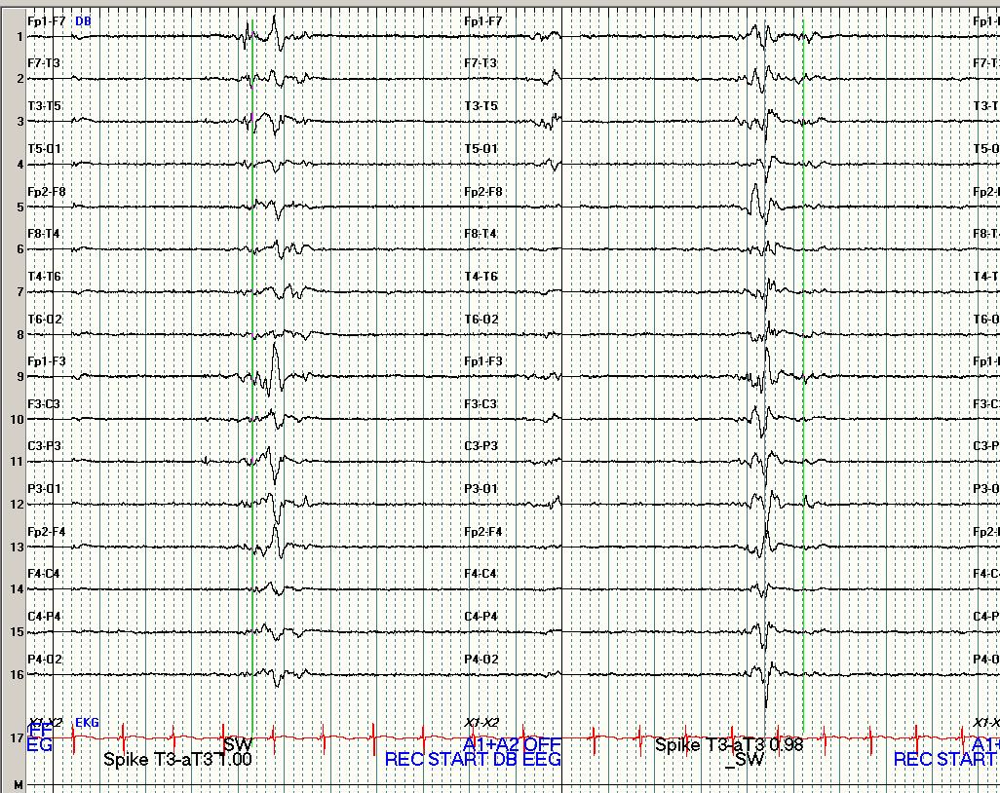 Fp1-F7 DB Fp1-F7
1
F7-T3 F7-T3
2
T3-T5 T3-T5
3
T5-O1 T5-O1
4
Fp2-F8 Fp2-F8
5
F8-T4 F8-T4
6
T4-T6 T4-T6
7
T6-O2 T6-O2
8
Fp1-F3 Fp1-F3
9
F3-C3 F3-C3
10
C3-P3 C3-P3
11
P3-O1 P3-O1
12
Fp2-F4 Fp2-F4
13
F4-C4 F4-C4
14
C4-P4 C4-P4
15
P4-O2 P4-O2
16
X1-X2 EKG X1-X2
17
FF SW A1+A2 OFF Spike T3-aT3 0.98
EG Spike T3-aT3 1.00 REC START DB EEG _SW REC START
M